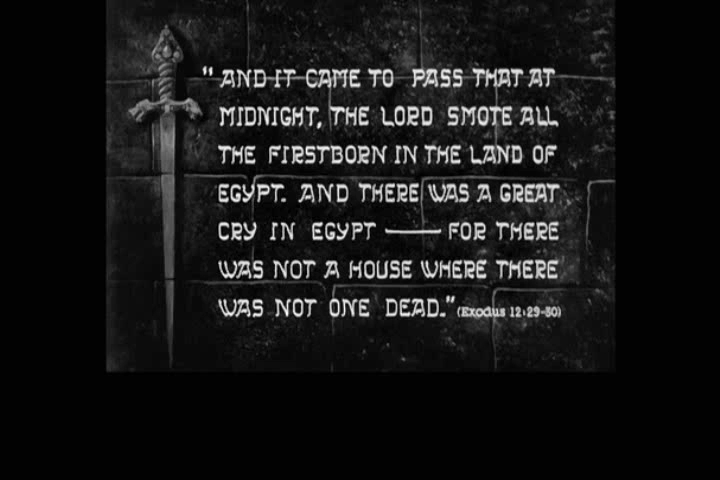 "AND IT CAME TO PASS THAT AT
MIDNIGHT, THE LORD SMOTE ALL
THE FIRSTBORN IN THE LAND OF
EGYPT. AND THERE WAS A GREAT
CRY IN EGYPT — FOR THERE
WAS NOT A HOUSE WHERE THERE
WAS NOT ONE DEAD." (Exodus 12:29-30)